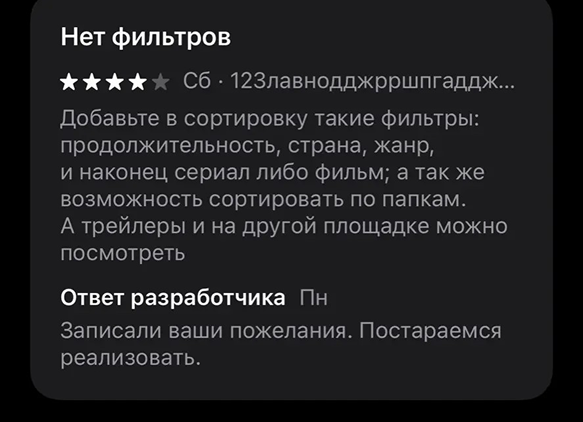 Нет фильтров
★★★★★ Сб · 123лавнодджрршпгаддж...
Добавьте в сортировку такие фильтры:
продолжительность, страна, жанр,
и наконец сериал либо фильм; а так же
возможность сортировать по папкам.
А трейлеры и на другой площадке можно
посмотреть
Ответ разработчика Пн
Записали ваши пожелания. Постараемся
реализовать.